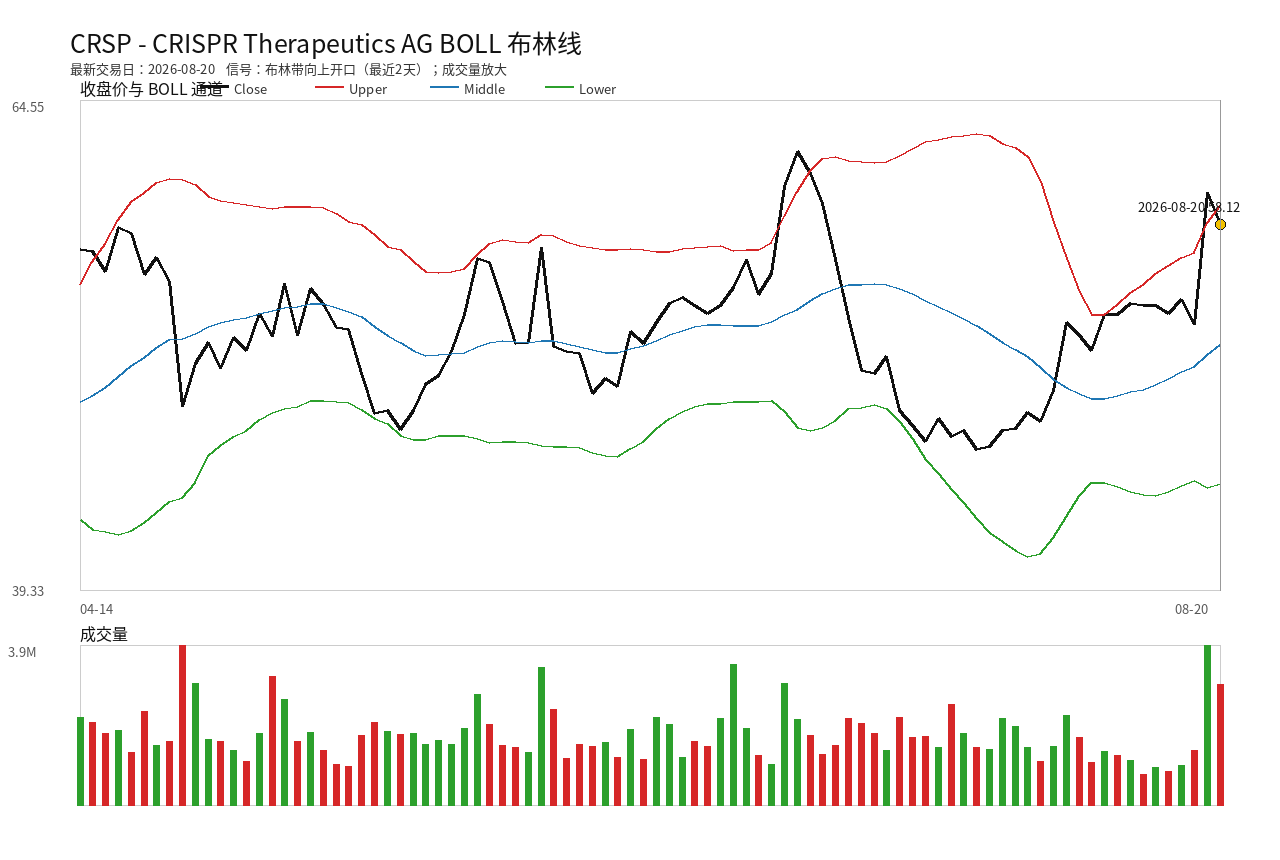 CRSP - CRISPR Therapeutics AG BOLL 布林线
最新交易日：2026-08-20 信号：布林带向上开口（最近2天）；成交量放大
收盘价与 BOLL 通道 Close Upper Middle Lower
64.55
2026-08-20 58.12
39.33
04-14 08-20
成交量
3.9M